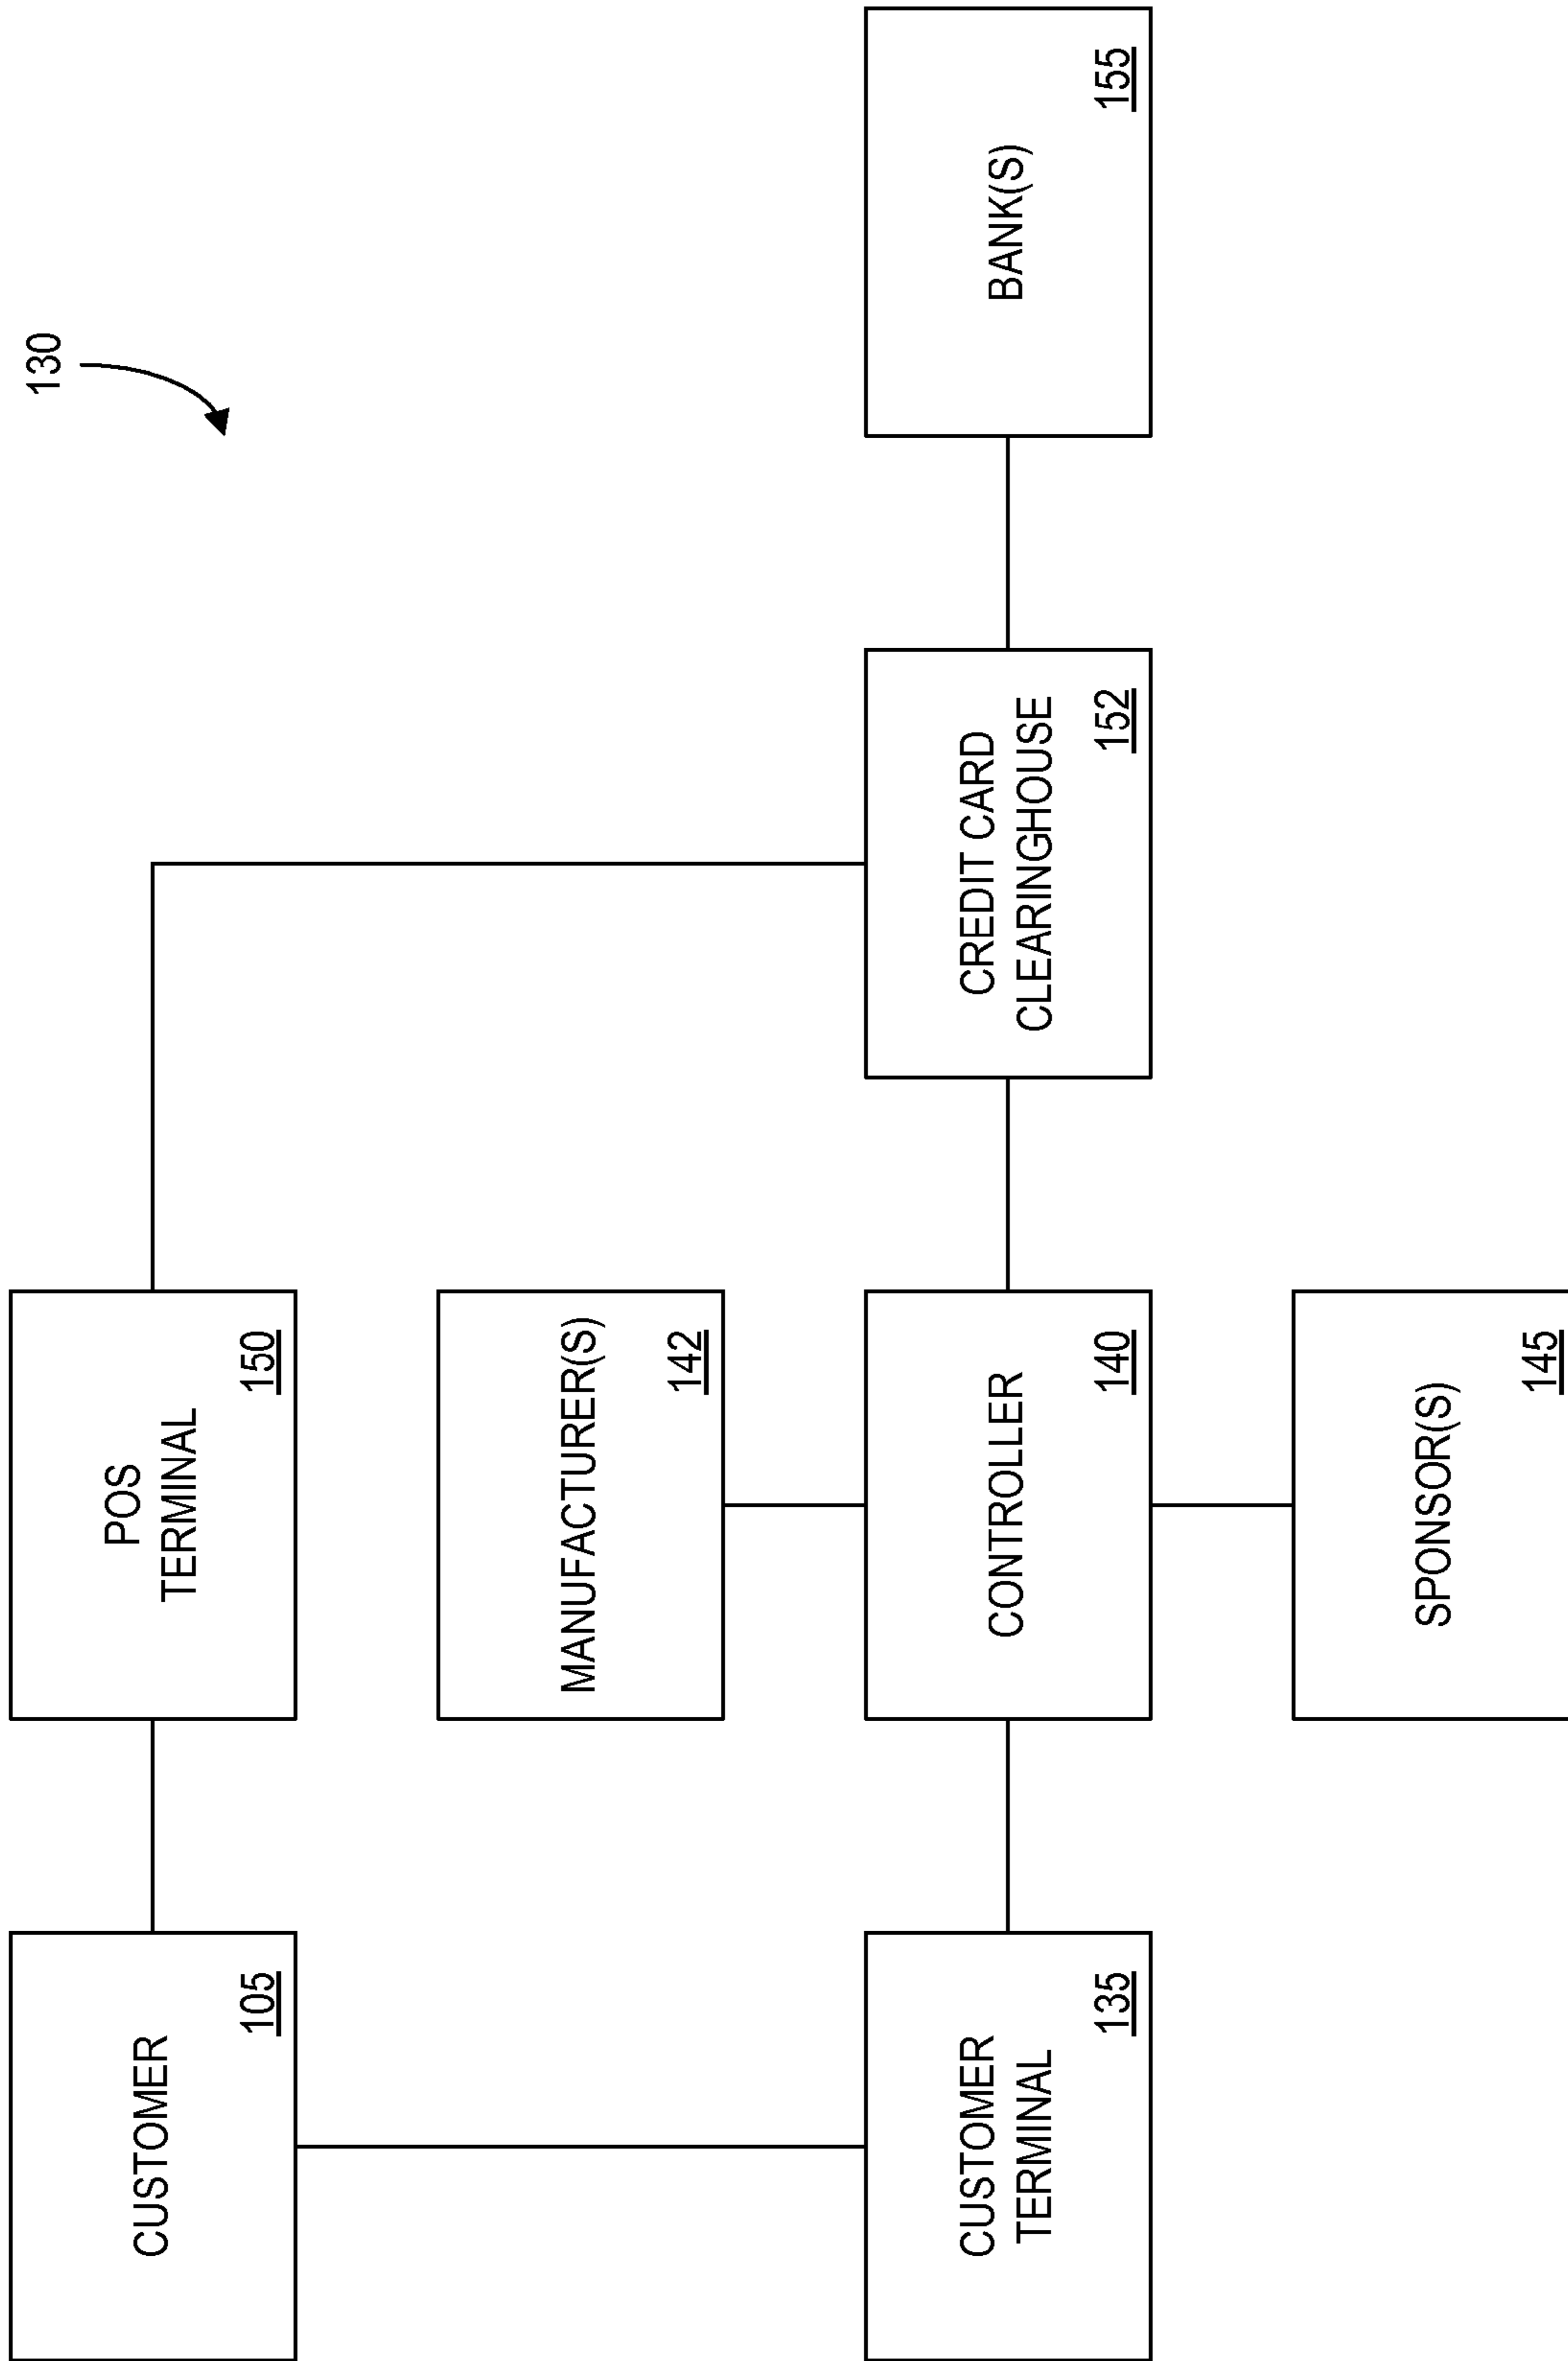 130
CUSTOMER
105
POS
TERMINAL
150
MANUFACTURER(S)
142
CUSTOMER
TERMINAL
135
CONTROLLER
140
CREDIT CARD
CLEARINGHOUSE
152
BANK(S)
155
SPONSOR(S)
145